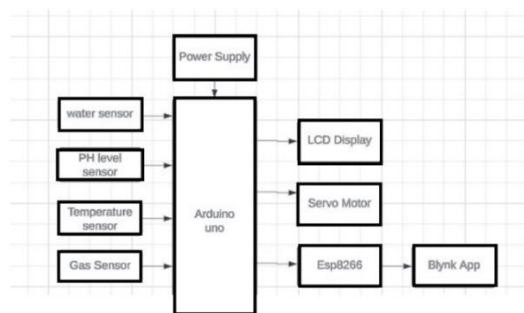 Power Supply
water sensor
PH level
sensor
Temperature
sensor
Gas Sensor
Arduino
uno
LCD Display
Servo Motor
Esp8266
Blynk App